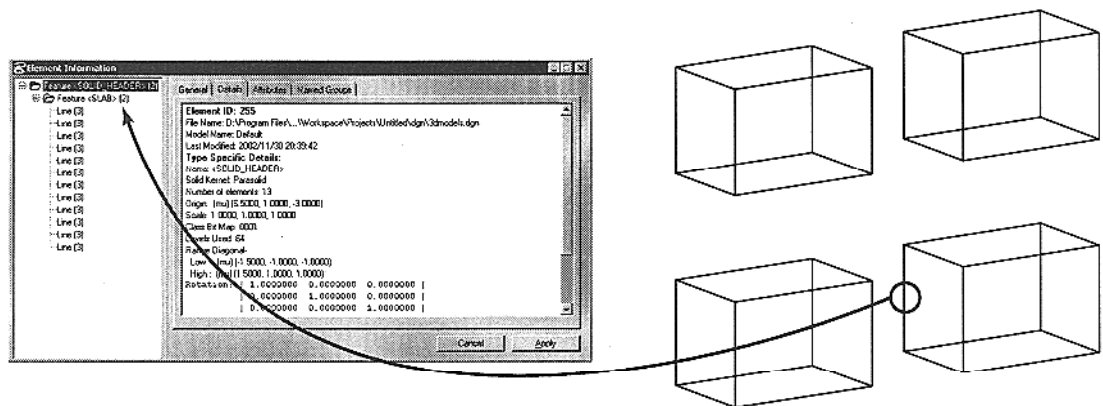 Element Information
Feature <SOLID_HEADER> (2)
Feature <SLAB> (2)
Line (3)
Line (3)
Line (3)
Line (3)
Line (3)
Line (3)
Line (3)
Line (3)
Line (3)
Line (3)
Line (3)
Line (3)
General Details Attributes Named Groups
Element ID: 255
File Name: D:\Program Files\...\Workspace\Projects\Untitled\dgn\3dmodels.dgn
Model Name: Default
Last Modified: 2002/11/30 20:39:42
Type Specific Details:
Name: <SOLID_HEADER>
Solid Kernel: Parasolid
Number of elements: 13
Origin: (mu) (5.5000, 1.0000, -3.0000)
Scale: 1.0000, 1.0000, 1.0000
Class Bit Map: 0001
Levels Used: 64
Range Diagonal-
Low : (mu) (-1.5000, -1.0000, -1.0000)
High : (mu) (1.5000, 1.0000, 1.0000)
Rotation: | 1.0000000 0.0000000 0.0000000 |
| 0.0000000 1.0000000 0.0000000 |
| 0.0000000 0.0000000 1.0000000 |
Cancel Apply